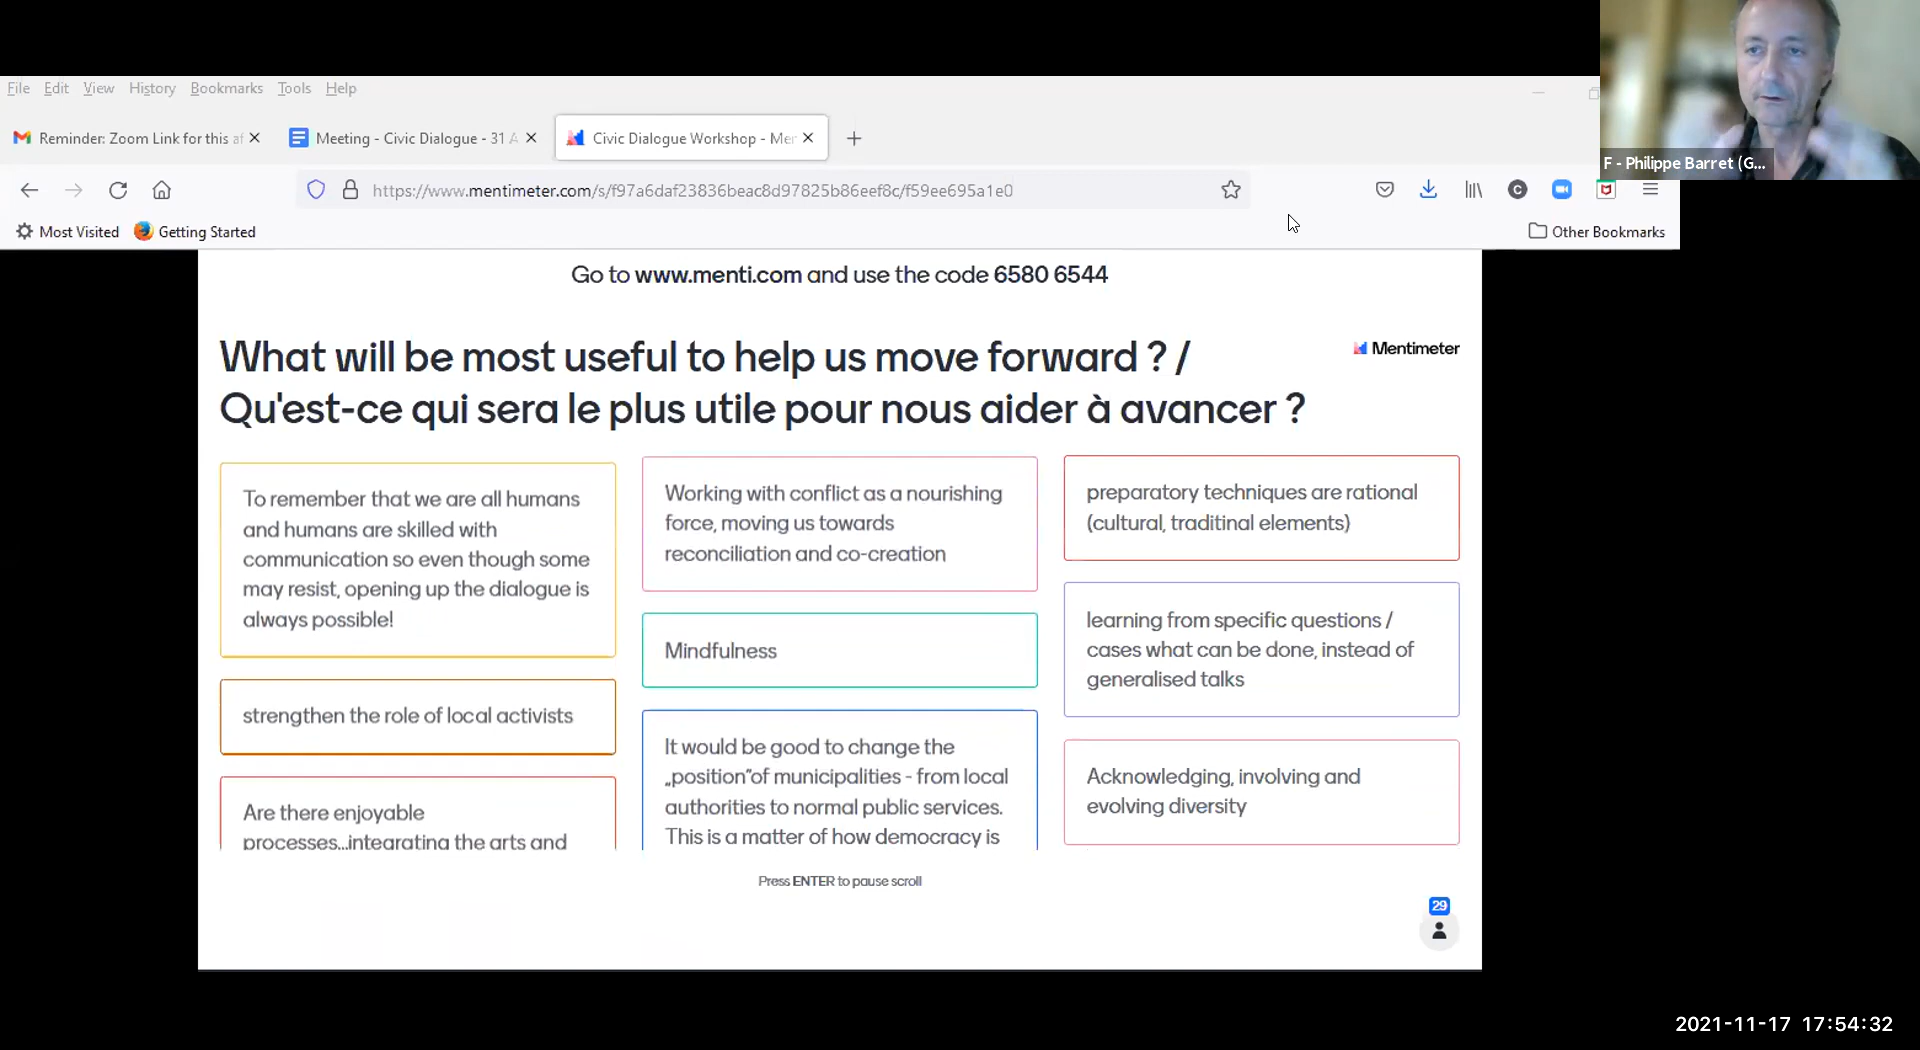 File Edit View History Bookmarks Tools Help
Reminder: Zoom Link for this af
Meeting - Civic Dialogue - 31 A
Civic Dialogue Workshop - Mer
https://www.mentimeter.com/s/f97a6daf23836beac8d97825b86eef8c/f59ee695a1e0
F - Philippe Barret (G...
Most Visited Getting Started Other Bookmarks
Go to www.menti.com and use the code 6580 6544
What will be most useful to help us move forward ? /
Qu'est-ce qui sera le plus utile pour nous aider à avancer ?
Mentimeter
To remember that we are all humans
and humans are skilled with
communication so even though some
may resist, opening up the dialogue is
always possible!
strengthen the role of local activists
Are there enjoyable
processes...integrating the arts and
Working with conflict as a nourishing
force, moving us towards
reconciliation and co-creation
Mindfulness
It would be good to change the
„position”of municipalities - from local
authorities to normal public services.
This is a matter of how democracy is
preparatory techniques are rational
(cultural, traditinal elements)
learning from specific questions /
cases what can be done, instead of
generalised talks
Acknowledging, involving and
evolving diversity
Press ENTER to pause scroll
29
2021-11-17 17:54:32